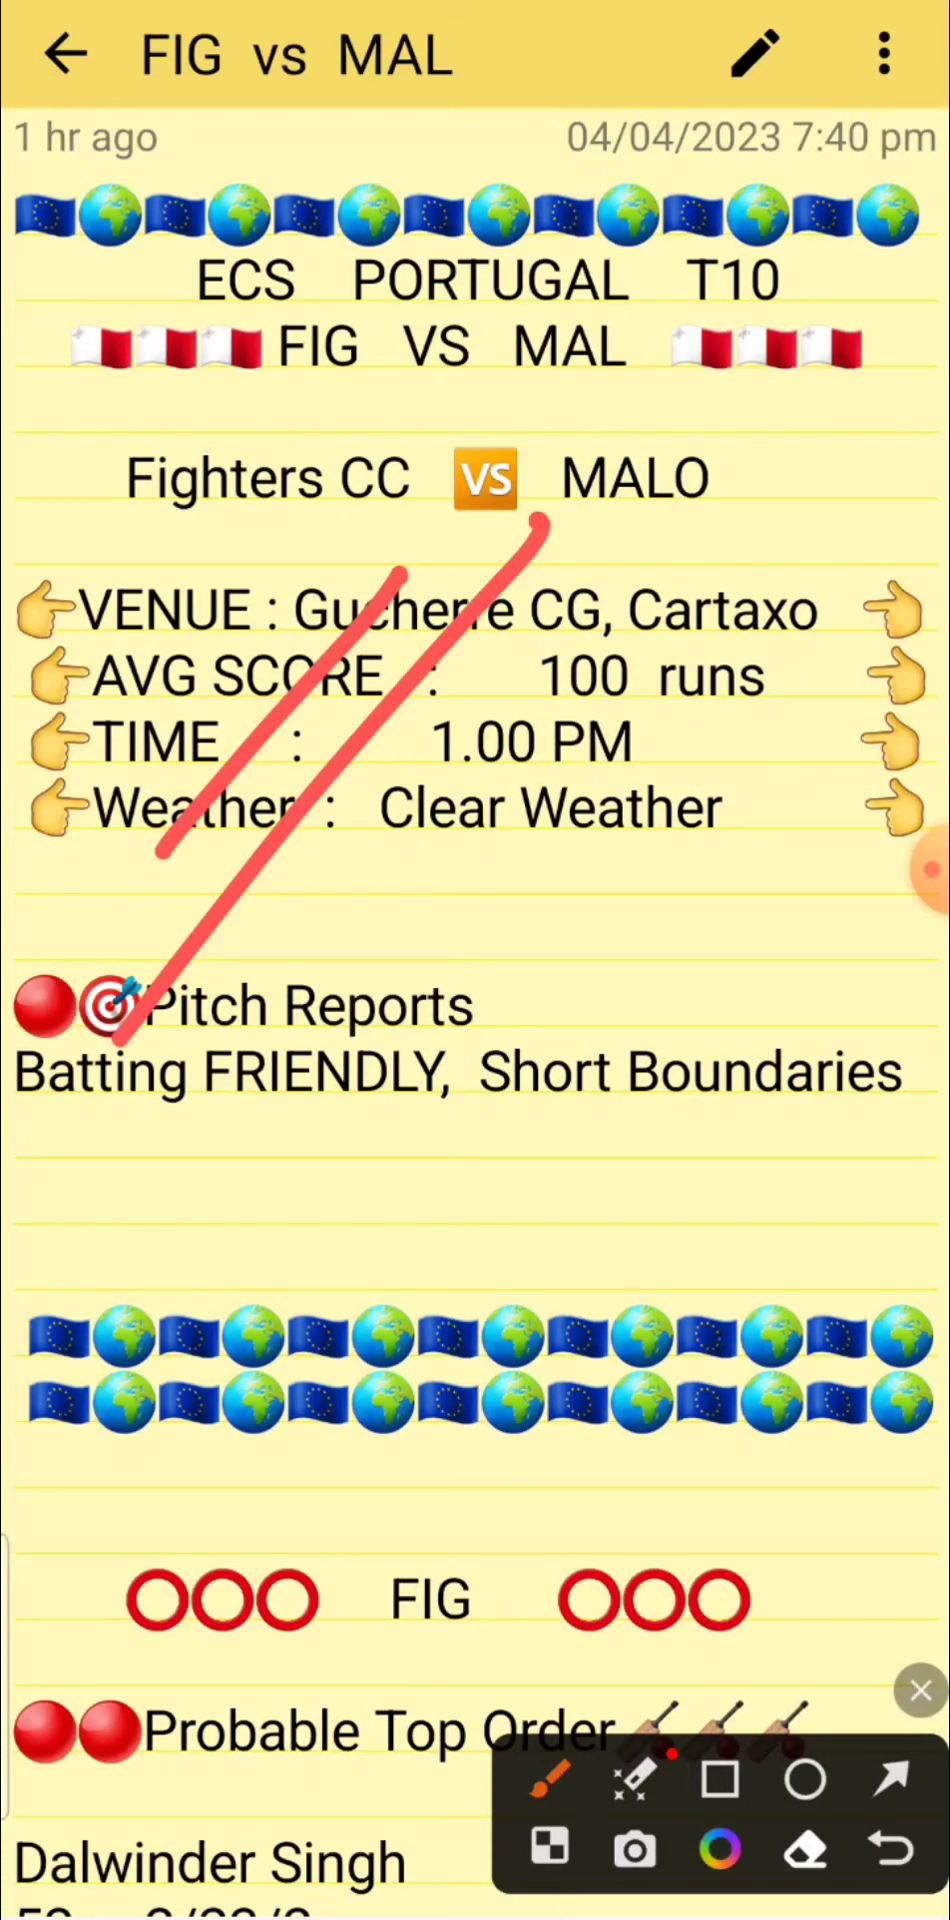 FIG vs MAL
1 hr ago 04/04/2023 7:40 pm
ECS PORTUGAL T10
FIG VS MAL
Fighters CC VS MALO
VENUE : Gucherre CG, Cartaxo
AVG SCORE : 100 runs
TIME : 1.00 PM
Weather : Clear Weather
Pitch Reports
Batting FRIENDLY, Short Boundaries
FIG
Probable Top Order
Dalwinder Singh